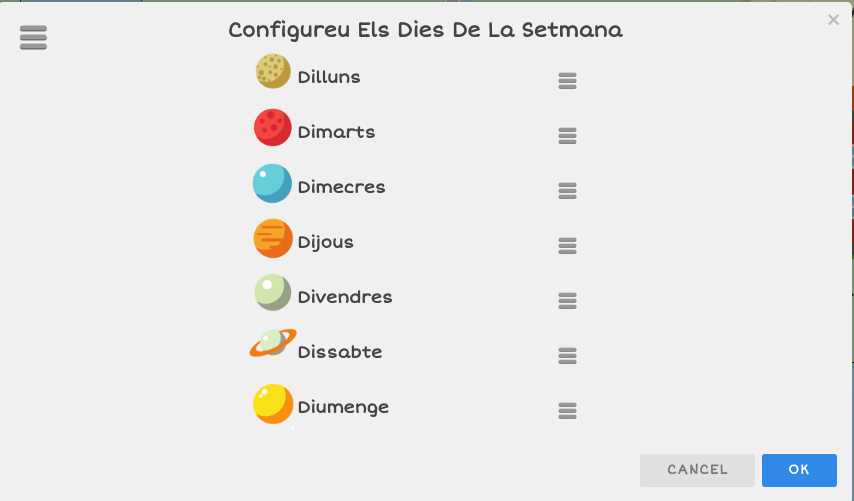 Configureu Els Dies De La Setmana
Dilluns
Dimarts
Dimecres
Dijous
Divendres
Dissabte
Diumenge
CANCEL OK